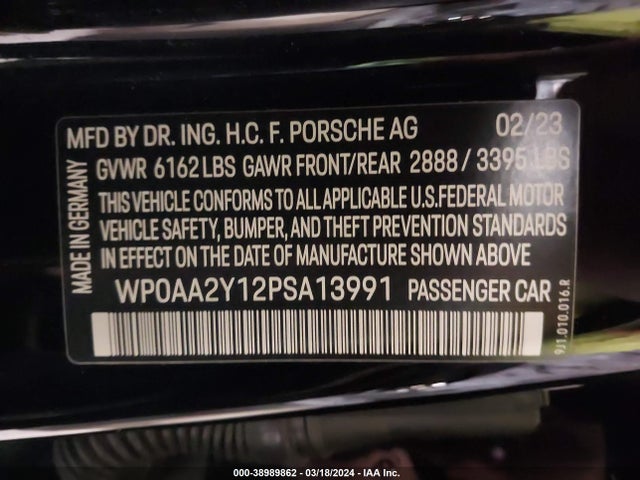 MFD BY DR. ING. H.C. F. PORSCHE AG 02/23
GVWR 6162 LBS GAWR FRONT/REAR 2888 / 3395 LBS
THIS VEHICLE CONFORMS TO ALL APPLICABLE U.S.FEDERAL MOTOR
VEHICLE SAFETY, BUMPER, AND THEFT PREVENTION STANDARDS
IN EFFECT ON THE DATE OF MANUFACTURE SHOWN ABOVE
WP0AA2Y12PSA13991 PASSENGER CAR
MADE IN GERMANY
9J1.010.016.R
000-38989862 - 03/18/2024 - IAA Inc.